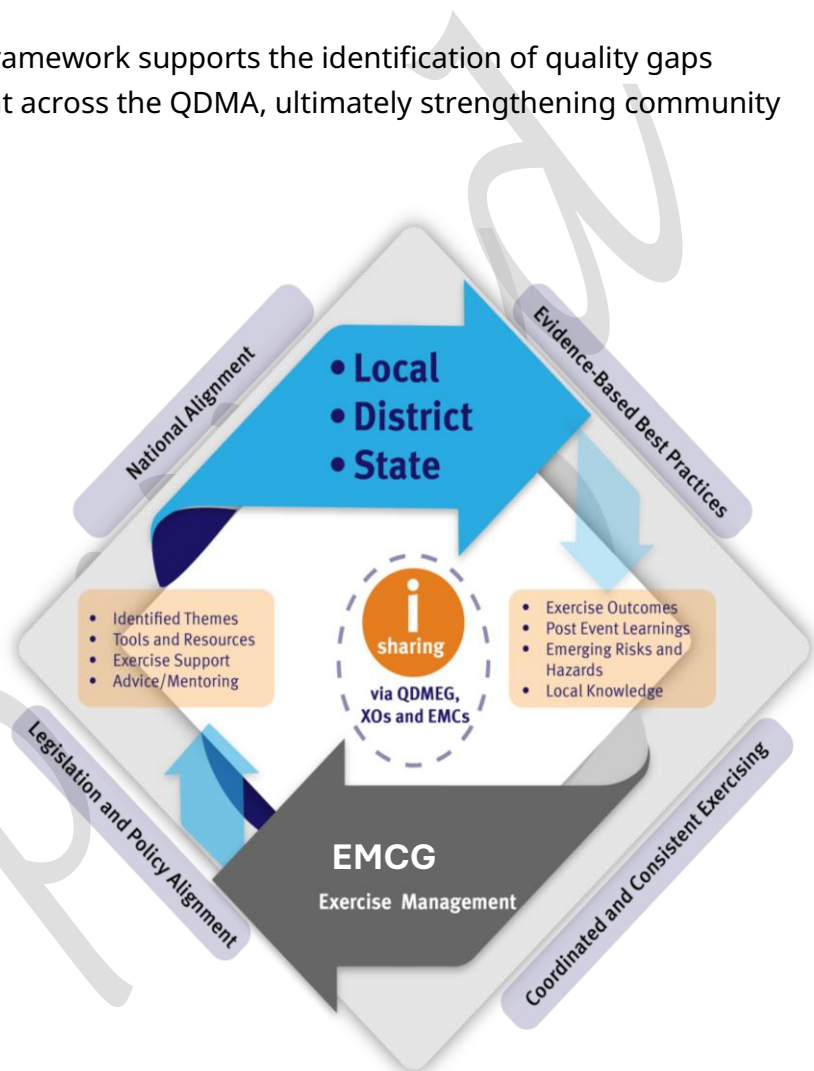 ramework supports the identification of quality gaps
t across the QDMA, ultimately strengthening community
National Alignment
Evidence-Based Best Practices
• Local
• District
• State
• Identified Themes
• Tools and Resources
• Exercise Support
• Advice/Mentoring
i
sharing
via QDMEG,
XOs and EMCs
• Exercise Outcomes
• Post Event Learnings
• Emerging Risks and
Hazards
• Local Knowledge
Legislation and Policy Alignment
EMCG
Exercise Management
Coordinated and Consistent Exercising